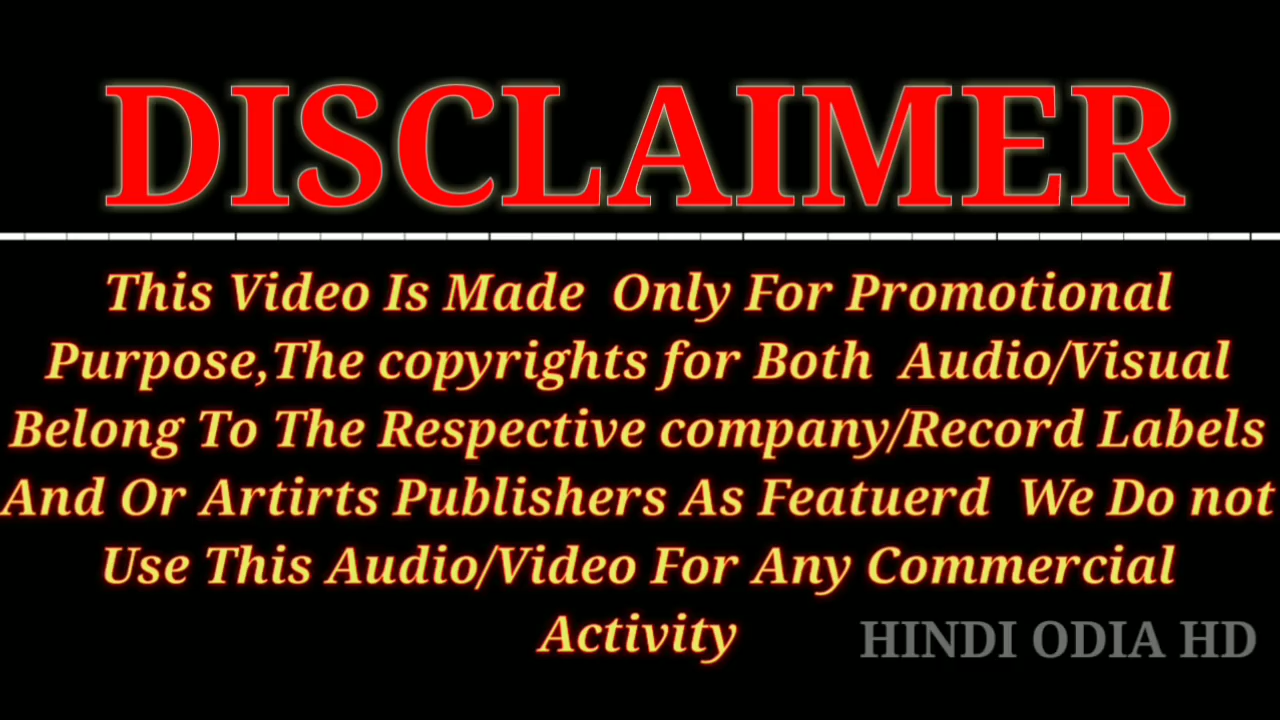 DISCLAIMER
This Video Is Made Only For Promotional
Purpose,The copyrights for Both Audio/Visual
Belong To The Respective company/Record Labels
And Or Artirts Publishers As Featuerd We Do not
Use This Audio/Video For Any Commercial
Activity
HINDI ODIA HD